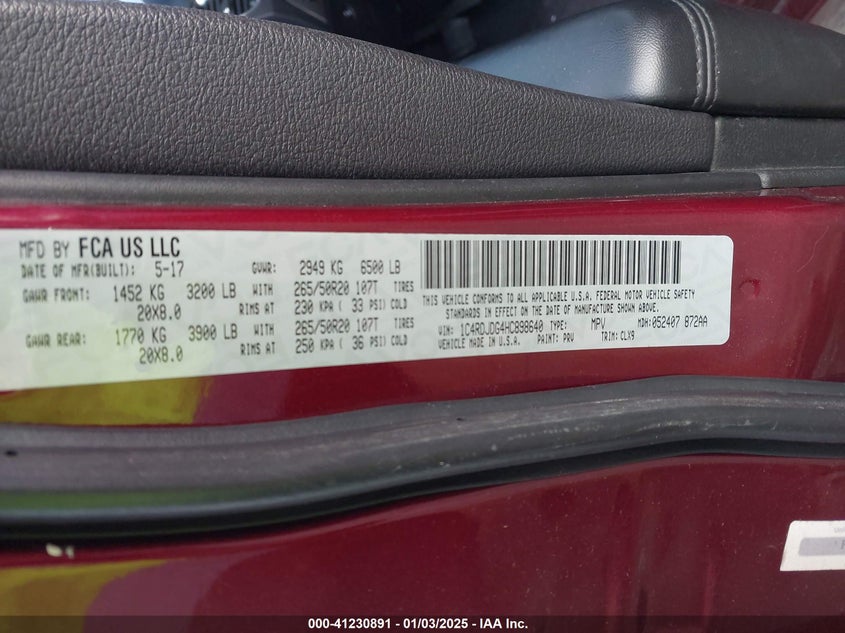 MFD BY FCA US LLC
DATE OF MFR(BUILT): 5-17 GVWR: 2949 KG 6500 LB
GAWR FRONT: 1452 KG 3200 LB WITH 265/50R20 107T TIRES
20X8.0 RIMS AT 230 KPA ( 33 PSI) COLD
GAWR REAR: 1770 KG 3900 LB WITH 265/50R20 107T TIRES
20X8.0 RIMS AT 250 KPA ( 36 PSI) COLD
THIS VEHICLE CONFORMS TO ALL APPLICABLE U.S.A. FEDERAL MOTOR VEHICLE SAFETY
STANDARDS IN EFFECT ON THE DATE OF MANUFACTURE SHOWN ABOVE.
VIN: 1C4RDJDG4HC898640 TYPE: MPV MDH:052407 872AA
VEHICLE MADE IN U.S.A. PAINT: PRV TRIM: CLX9
000-41230891 - 01/03/2025 - IAA Inc.